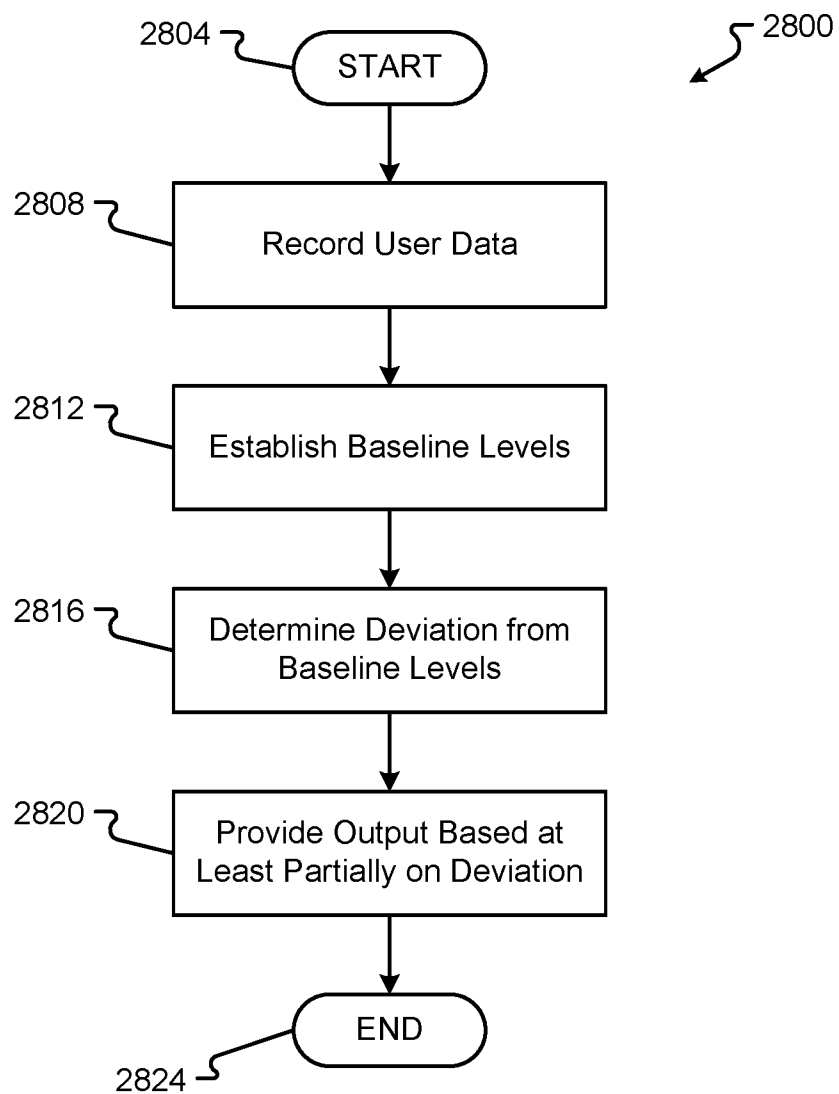 2804
START
2800
2808
Record User Data
2812
Establish Baseline Levels
2816
Determine Deviation from
Baseline Levels
2820
Provide Output Based at
Least Partially on Deviation
END
2824